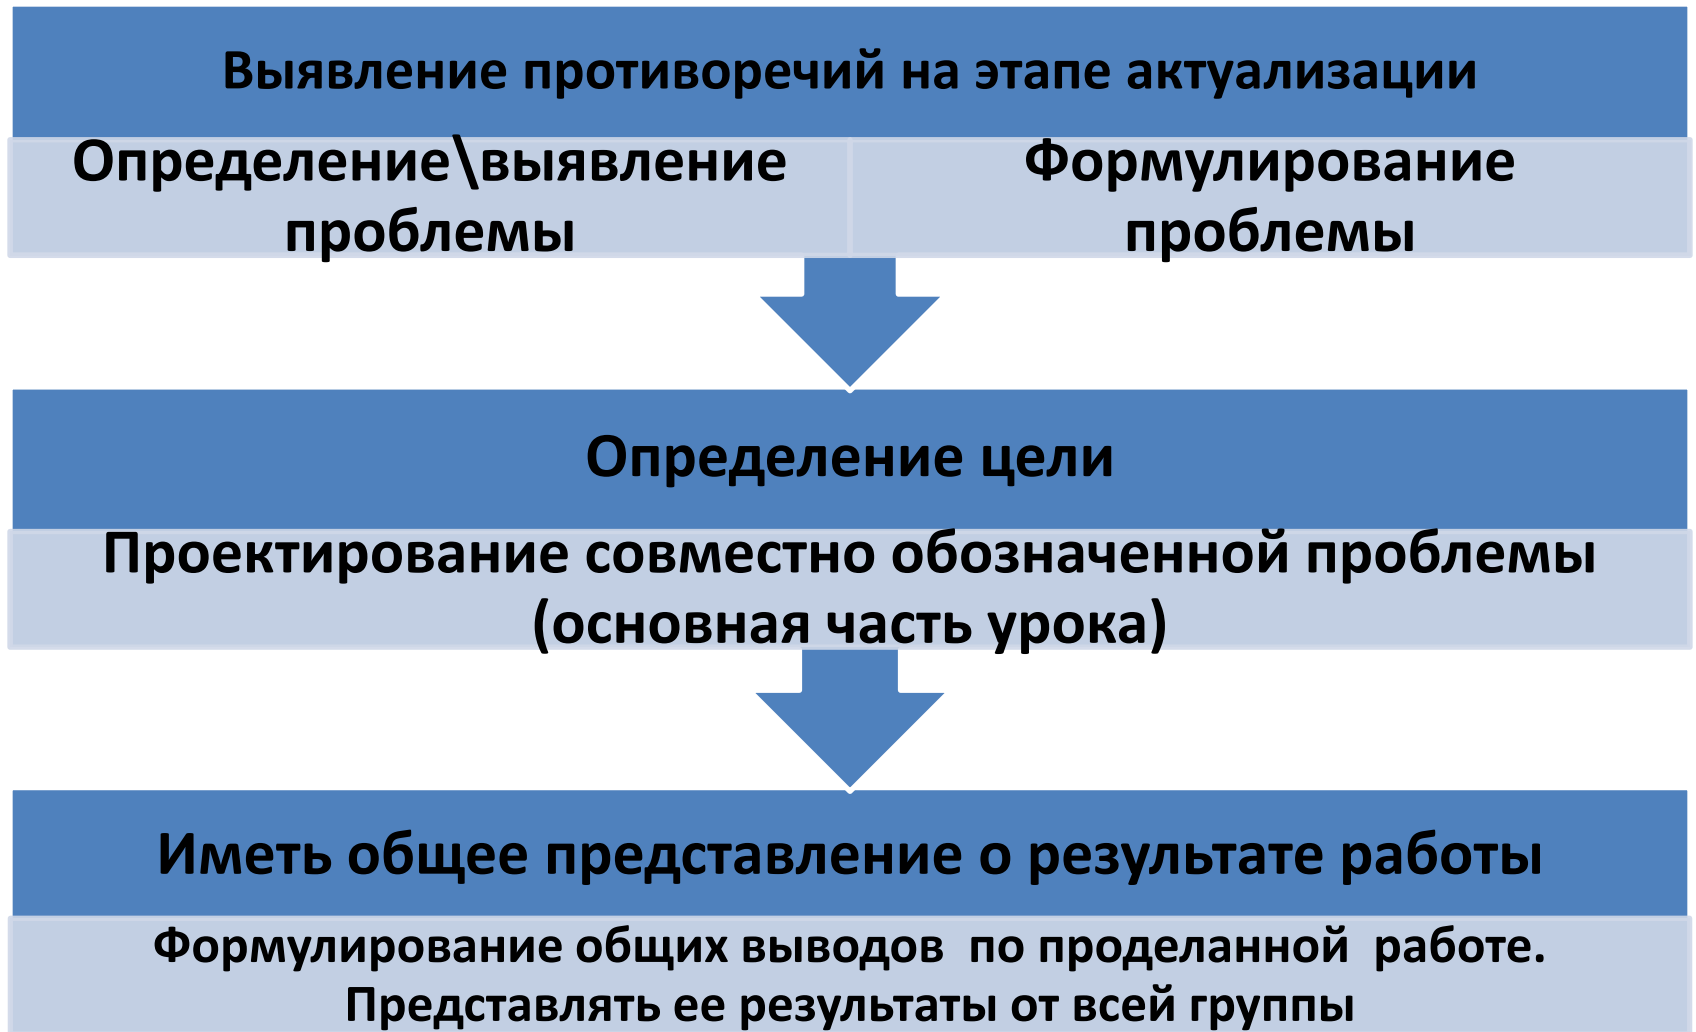 Выявление противоречий на этапе актуализации
Определение\выявление
проблемы
Формулирование
проблемы
Определение цели
Проектирование совместно обозначенной проблемы
(основная часть урока)
Иметь общее представление о результате работы
Формулирование общих выводов  по проделанной  работе.
Представлять ее результаты от всей группы